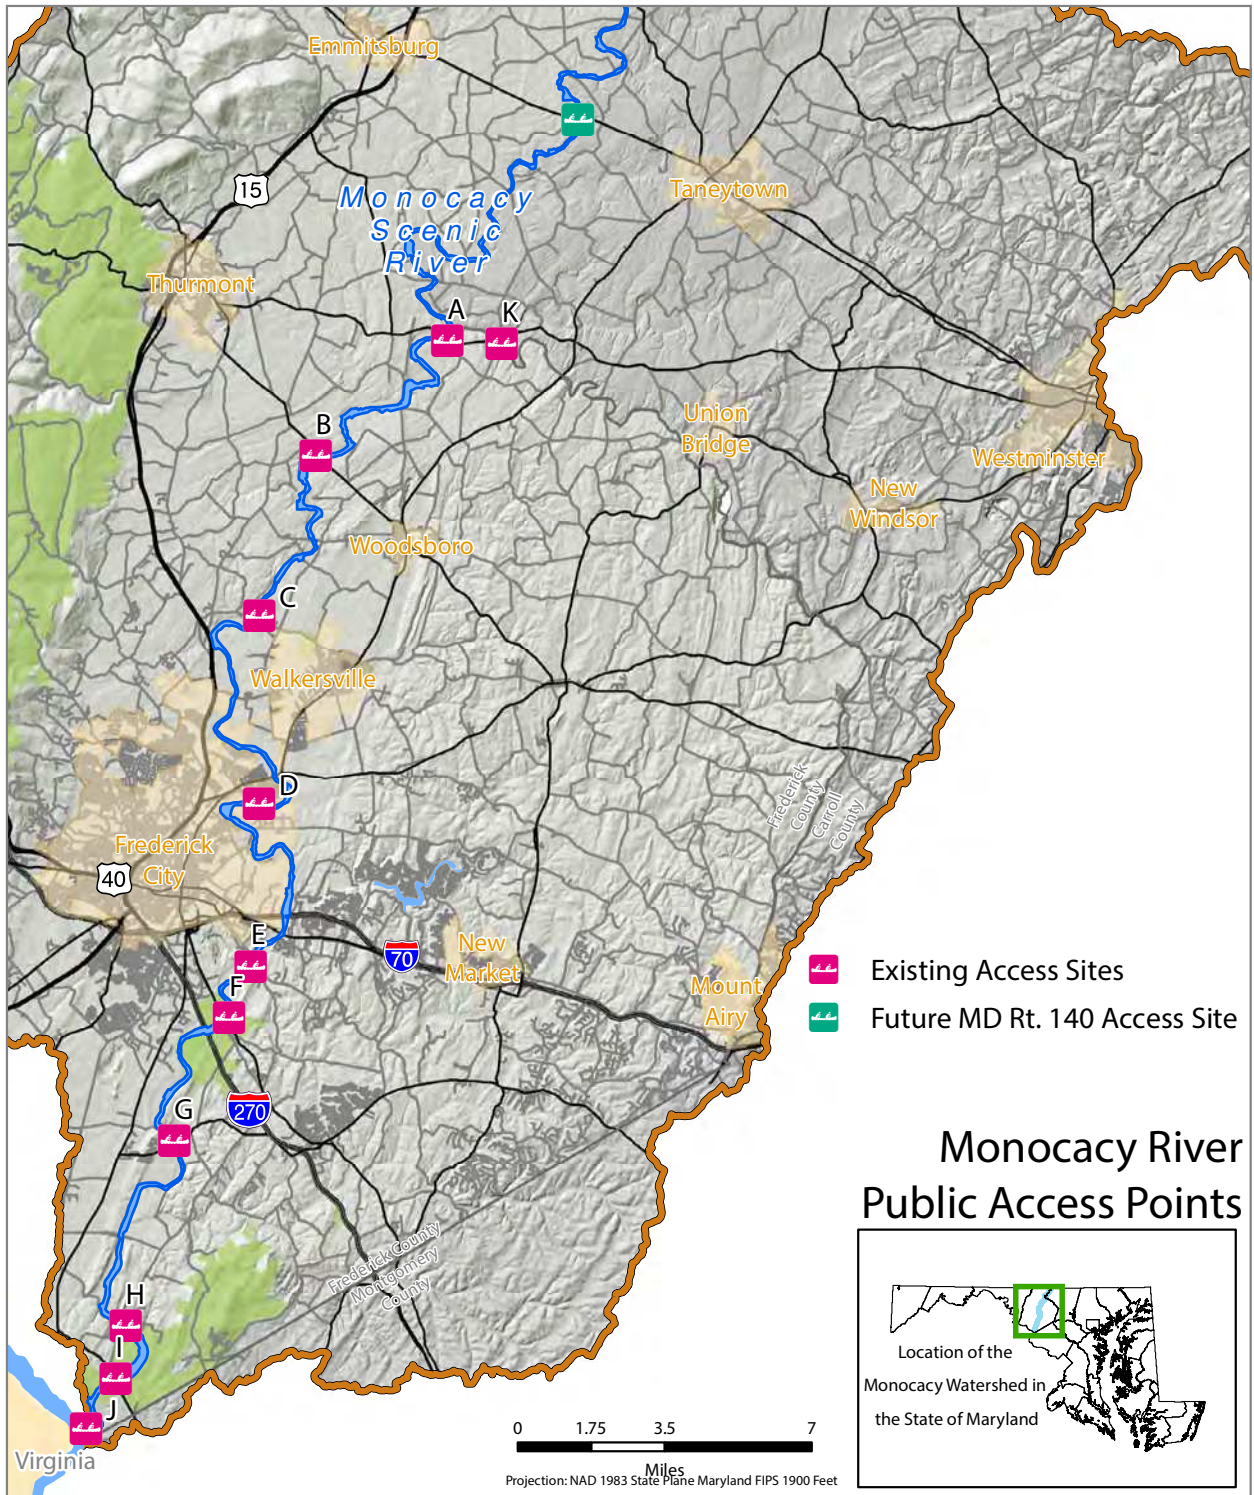 Emmitsburg
15
Monocacy
Scenic
River
Taneytown
Thurmont
A
K
B
Union
Bridge
Westminster
New
Windsor
Woodsboro
C
Walkersville
D
Frederick
County
Carroll
County
Frederick
City
40
E
70
New
Market
F
Mount
Airy
Existing Access Sites
Future MD Rt. 140 Access Site
270
G
Monocacy River
Public Access Points
Frederick County
Montgomery
County
H
I
J
Virginia
Location of the
Monocacy Watershed in
the State of Maryland
0 1.75 3.5 7
Miles
Projection: NAD 1983 State Plane Maryland FIPS 1900 Feet